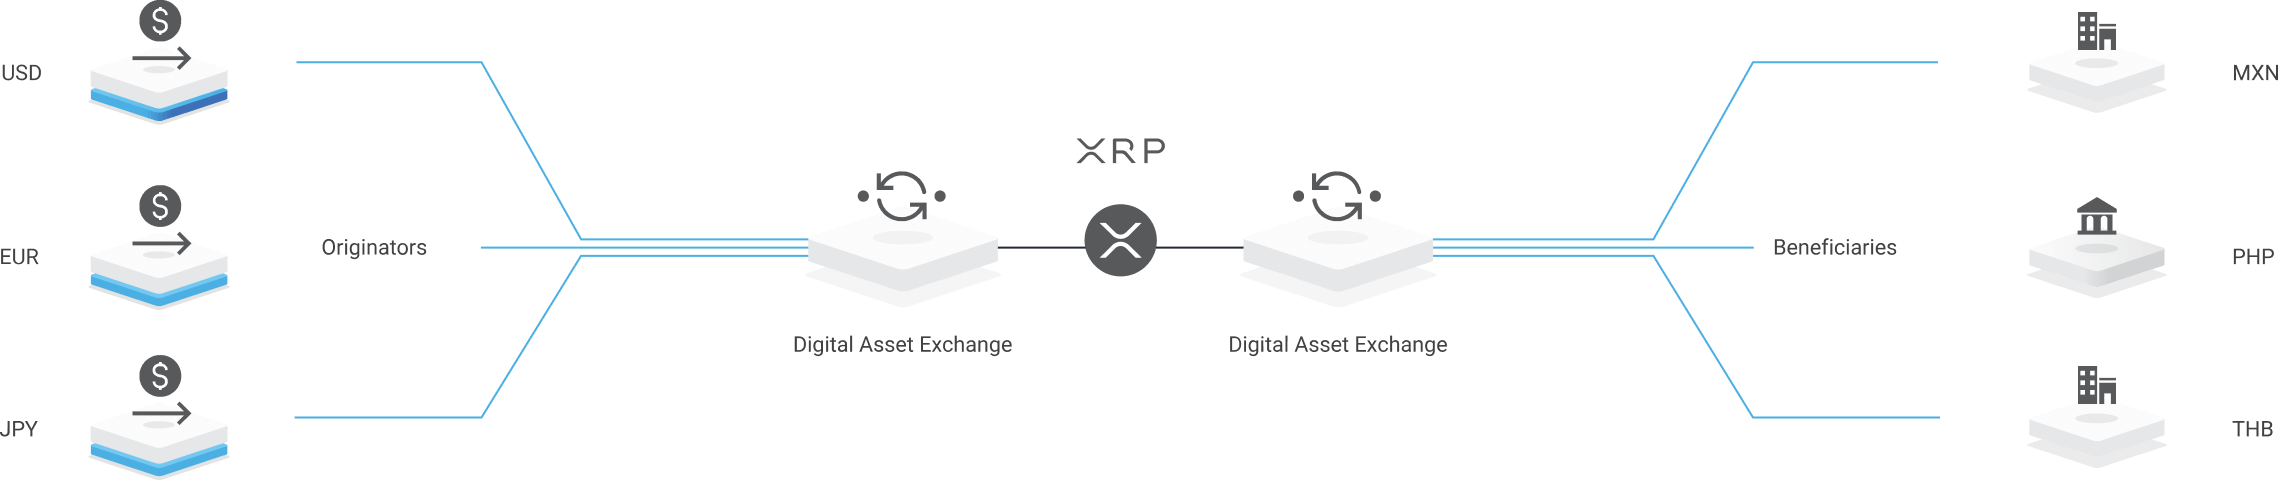 USD
EUR
JPY
Originators
Digital Asset Exchange
XRP
Digital Asset Exchange
Beneficiaries
MXN
PHP
THB